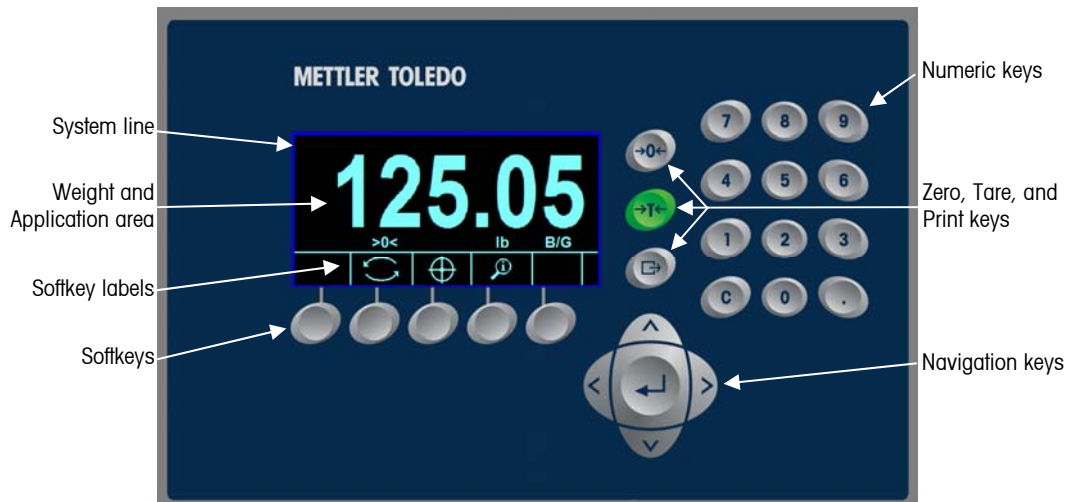 METTLER TOLEDO
Numeric keys
7 8 9
System line
→0←
125.05
4 5 6
Weight and
Application area
→T←
Zero, Tare, and
Print keys
>0< lb B/G
1 2 3
Softkey labels
C 0 .
Softkeys
Navigation keys